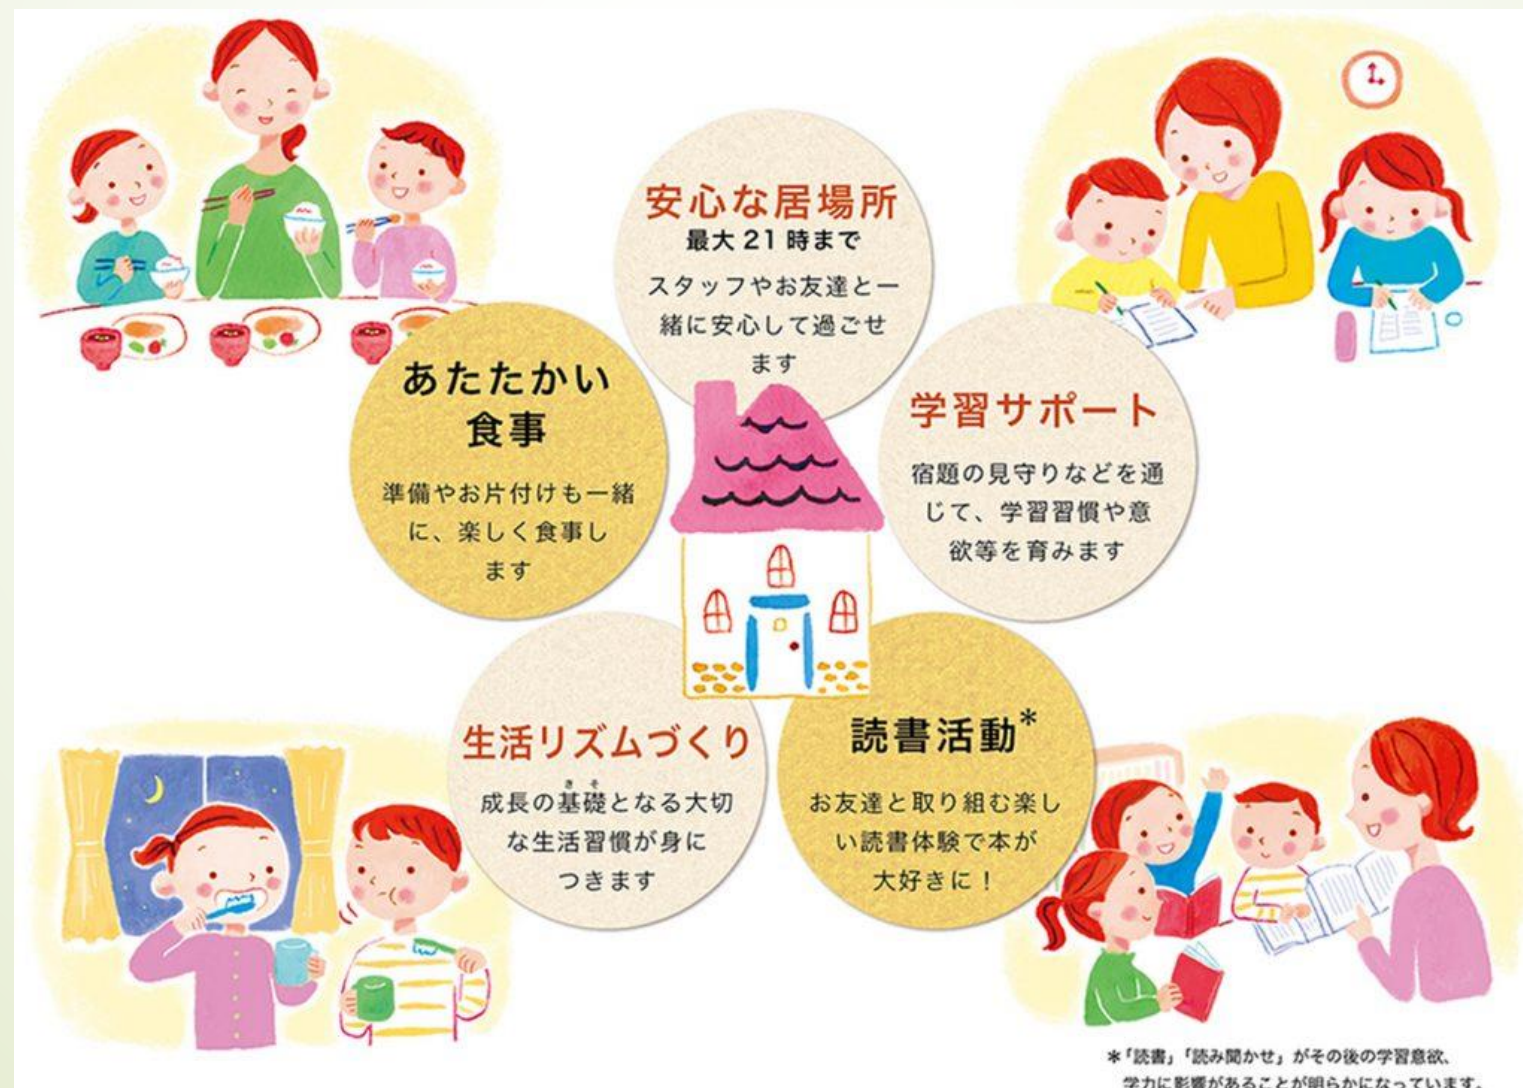 安心な居場所
最大21時まで
スタッフやお友達と一
緒に安心して過ごせ
ます
あたたかい
食事
準備やお片付けも一緒
に、楽しく食事し
ます
学習サポート
宿題の見守りなどを通
じて、学習習慣や意
欲等を育みます
生活リズムづくり
きそ
成長の基礎となる大切
な生活習慣が身に
つきます
読書活動*
お友達と取り組む楽し
い読書体験で本が
大好きに！
*「読書」「読み聞かせ」がその後の学習意欲、
学力に影響があることが明らかになっています。